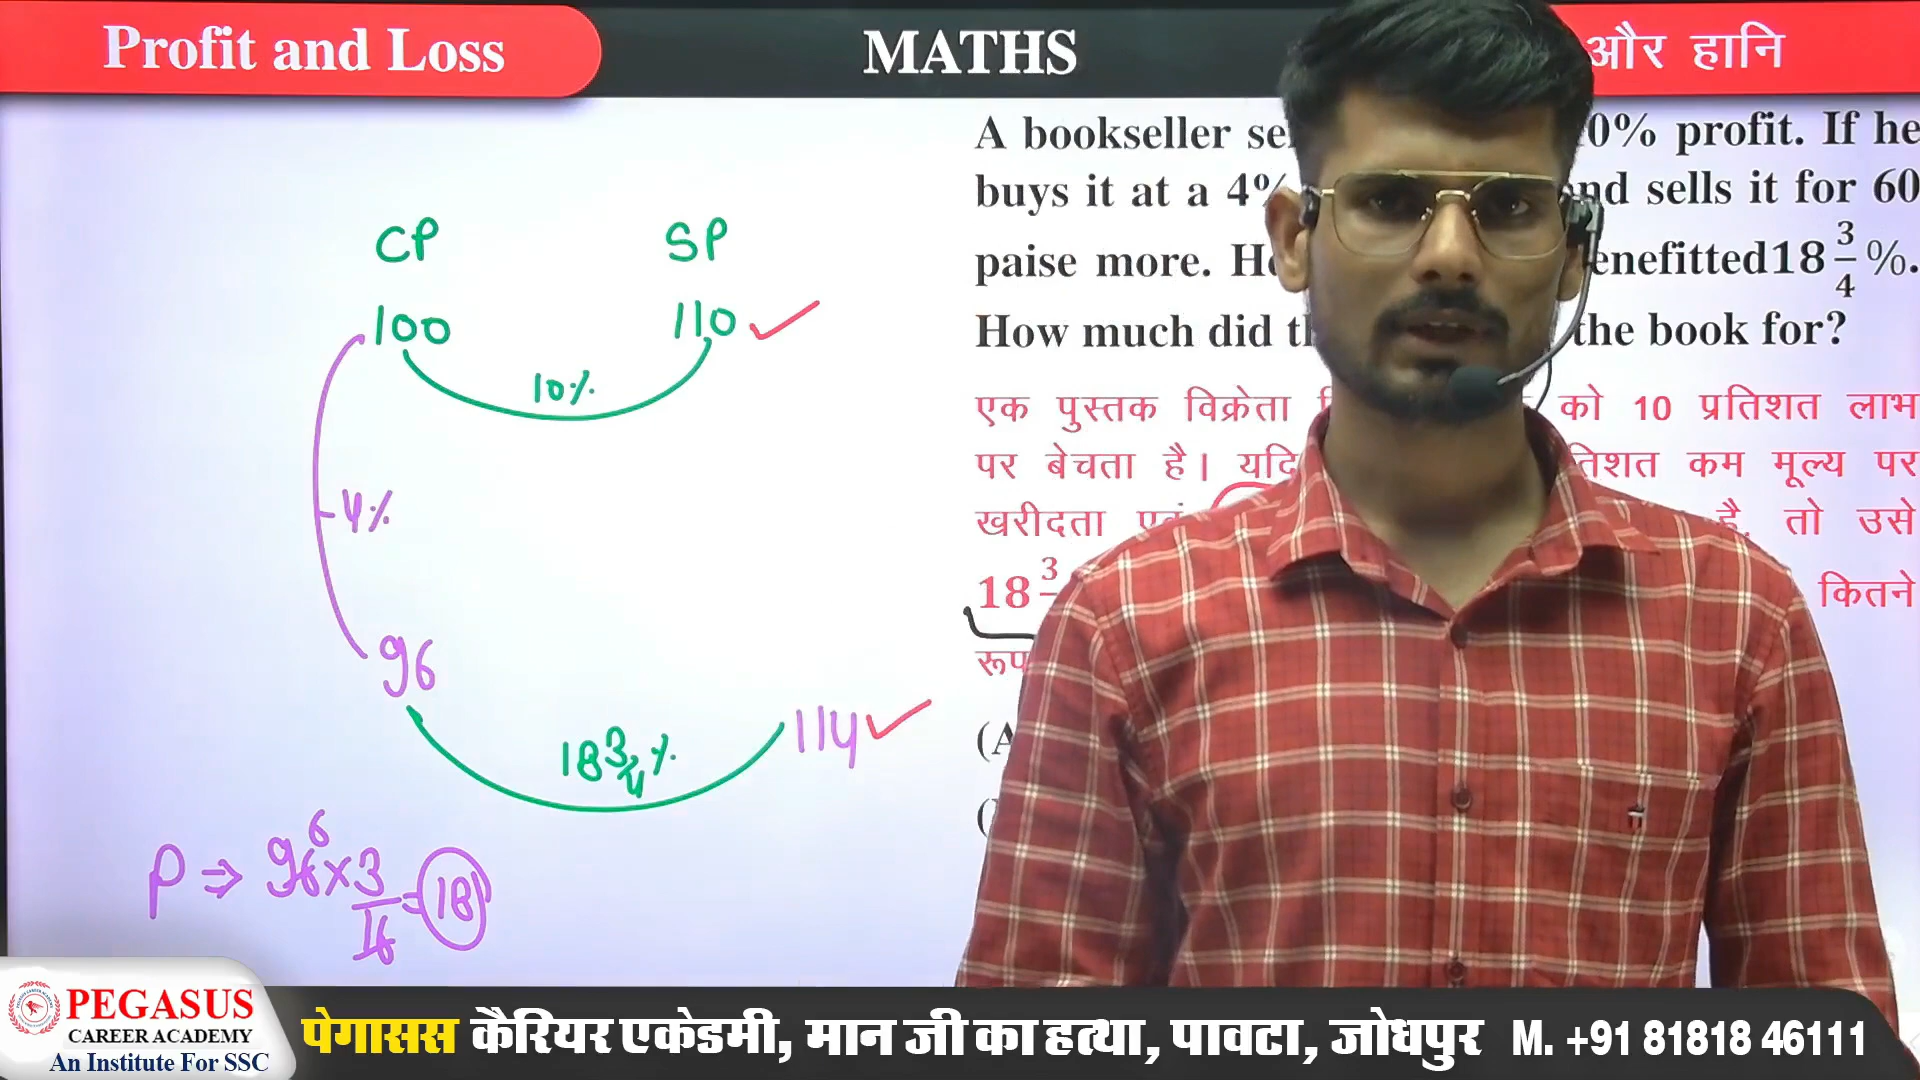 Profit and Loss
MATHS
और हानि
A bookseller 0% profit. If he
buys it at a 4% sells it for 60
paise more. enefitted 18 3/4 %.
How much did the book for?
एक पुस्तक विक्रेता को 10 प्रतिशत लाभ
पर बेचता है। यदि तिशत कम मूल्य पर
खरीदता एवं है, तो उसे
18 3 कितने
(A
(
CP SP
100 110
10%
4%
96
18 3/4 %
114
P ⇒ 96 6 × 3/16 = 18
PEGASUS
CAREER ACADEMY
An Institute For SSC
पेगासस कैरियर एकेडमी, मान जी का हत्था, पावटा, जोधपुर M. +91 81818 46111